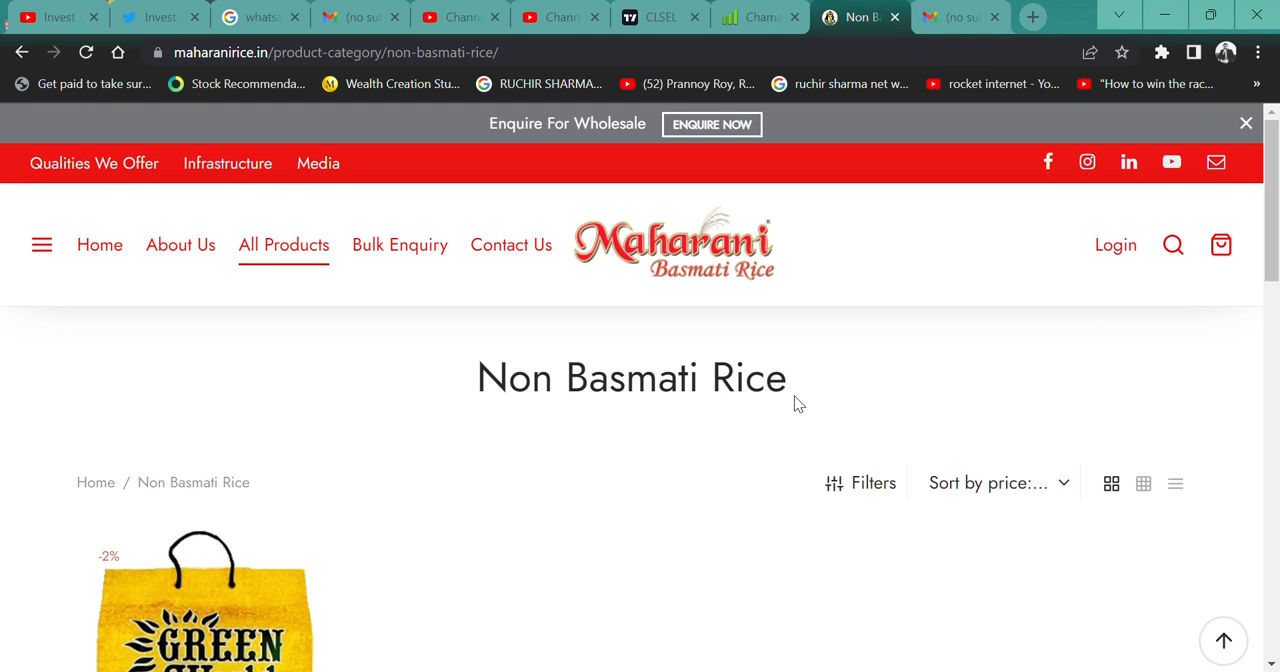 Invest
Invest
whatsa
(no su
Chann
Chann
CLSEL
Chama
Non B
(no su
maharanirice.in/product-category/non-basmati-rice/
Get paid to take sur...
Stock Recommenda...
Wealth Creation Stu...
RUCHIR SHARMA...
(52) Prannoy Roy, R...
ruchir sharma net w...
rocket internet - Yo...
"How to win the rac...
»
Enquire For Wholesale ENQUIRE NOW
Qualities We Offer Infrastructure Media
Home About Us All Products Bulk Enquiry Contact Us
Maharani
Basmati Rice
Login
Non Basmati Rice
Home / Non Basmati Rice
Filters
Sort by price:...
-2%
GREEN